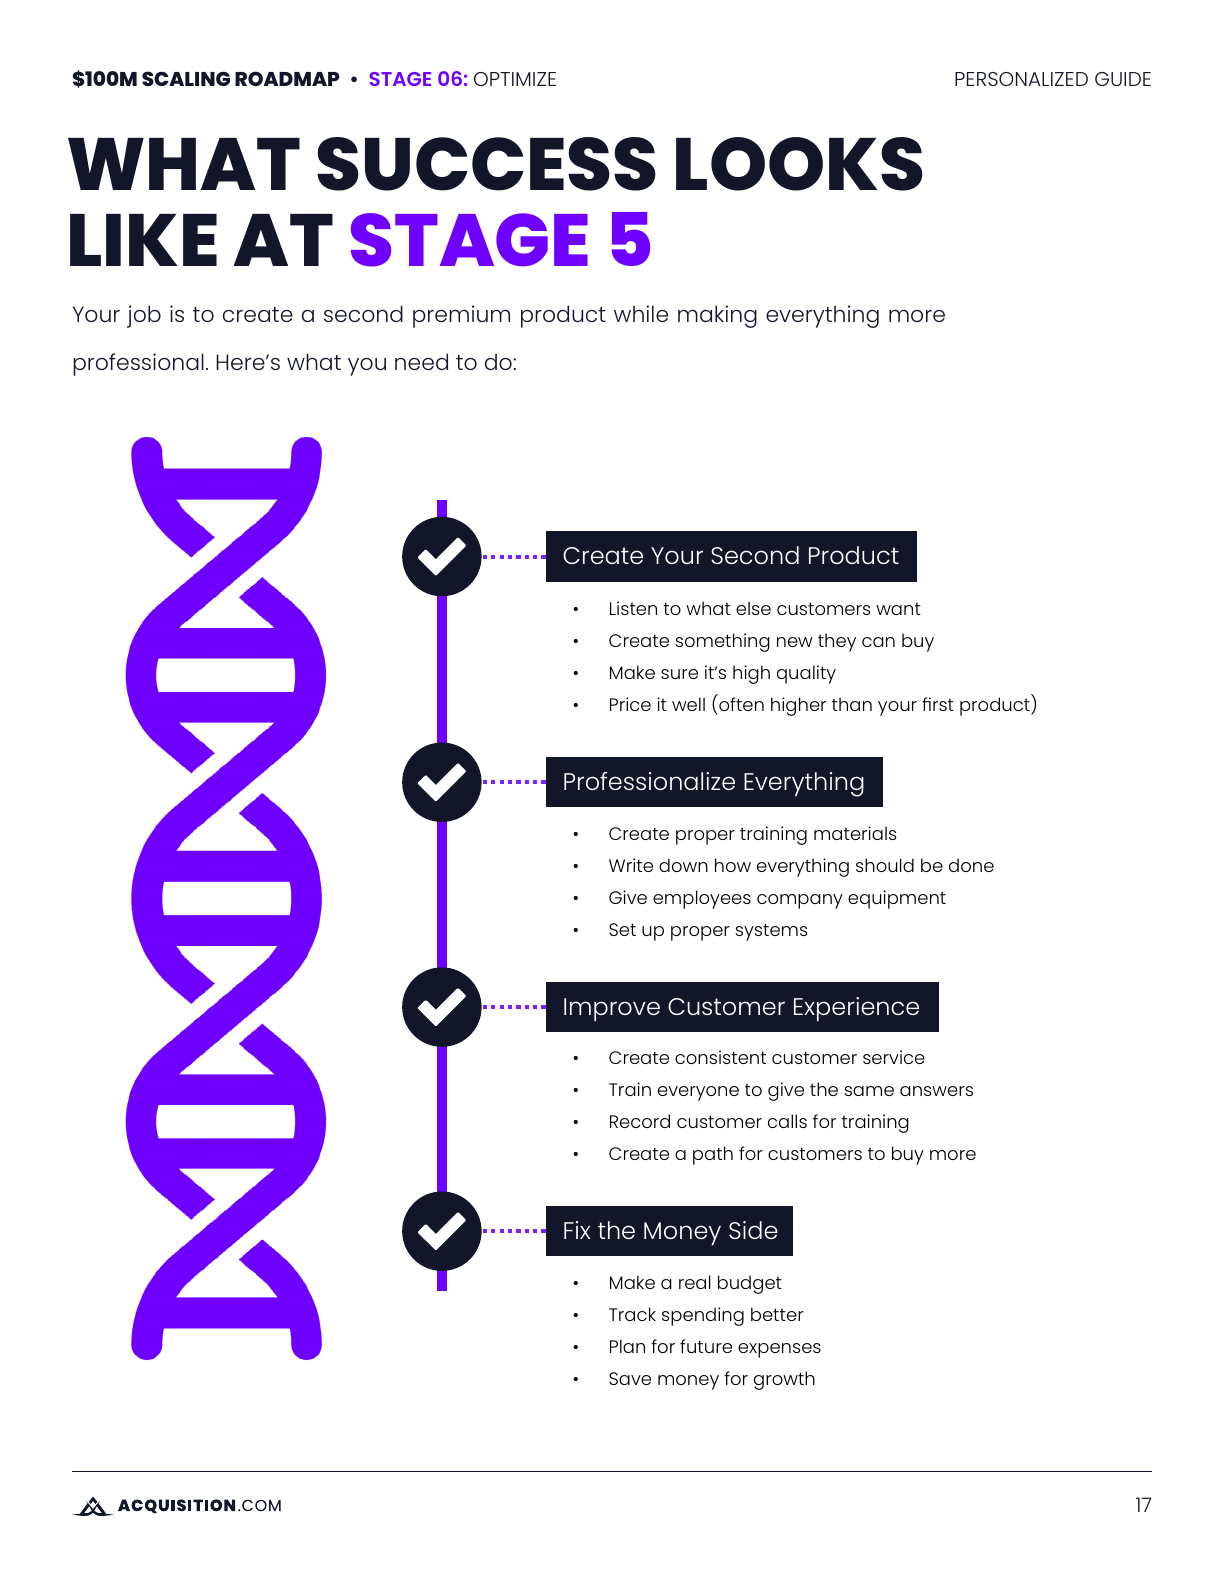 $100M SCALING ROADMAP • STAGE 06: OPTIMIZE
PERSONALIZED GUIDE
WHAT SUCCESS LOOKS
LIKE AT STAGE 5
Your job is to create a second premium product while making everything more
professional. Here’s what you need to do:
Create Your Second Product
• Listen to what else customers want
• Create something new they can buy
• Make sure it’s high quality
• Price it well (often higher than your first product)
Professionalize Everything
• Create proper training materials
• Write down how everything should be done
• Give employees company equipment
• Set up proper systems
Improve Customer Experience
• Create consistent customer service
• Train everyone to give the same answers
• Record customer calls for training
• Create a path for customers to buy more
Fix the Money Side
• Make a real budget
• Track spending better
• Plan for future expenses
• Save money for growth
ACQUISITION.COM
17